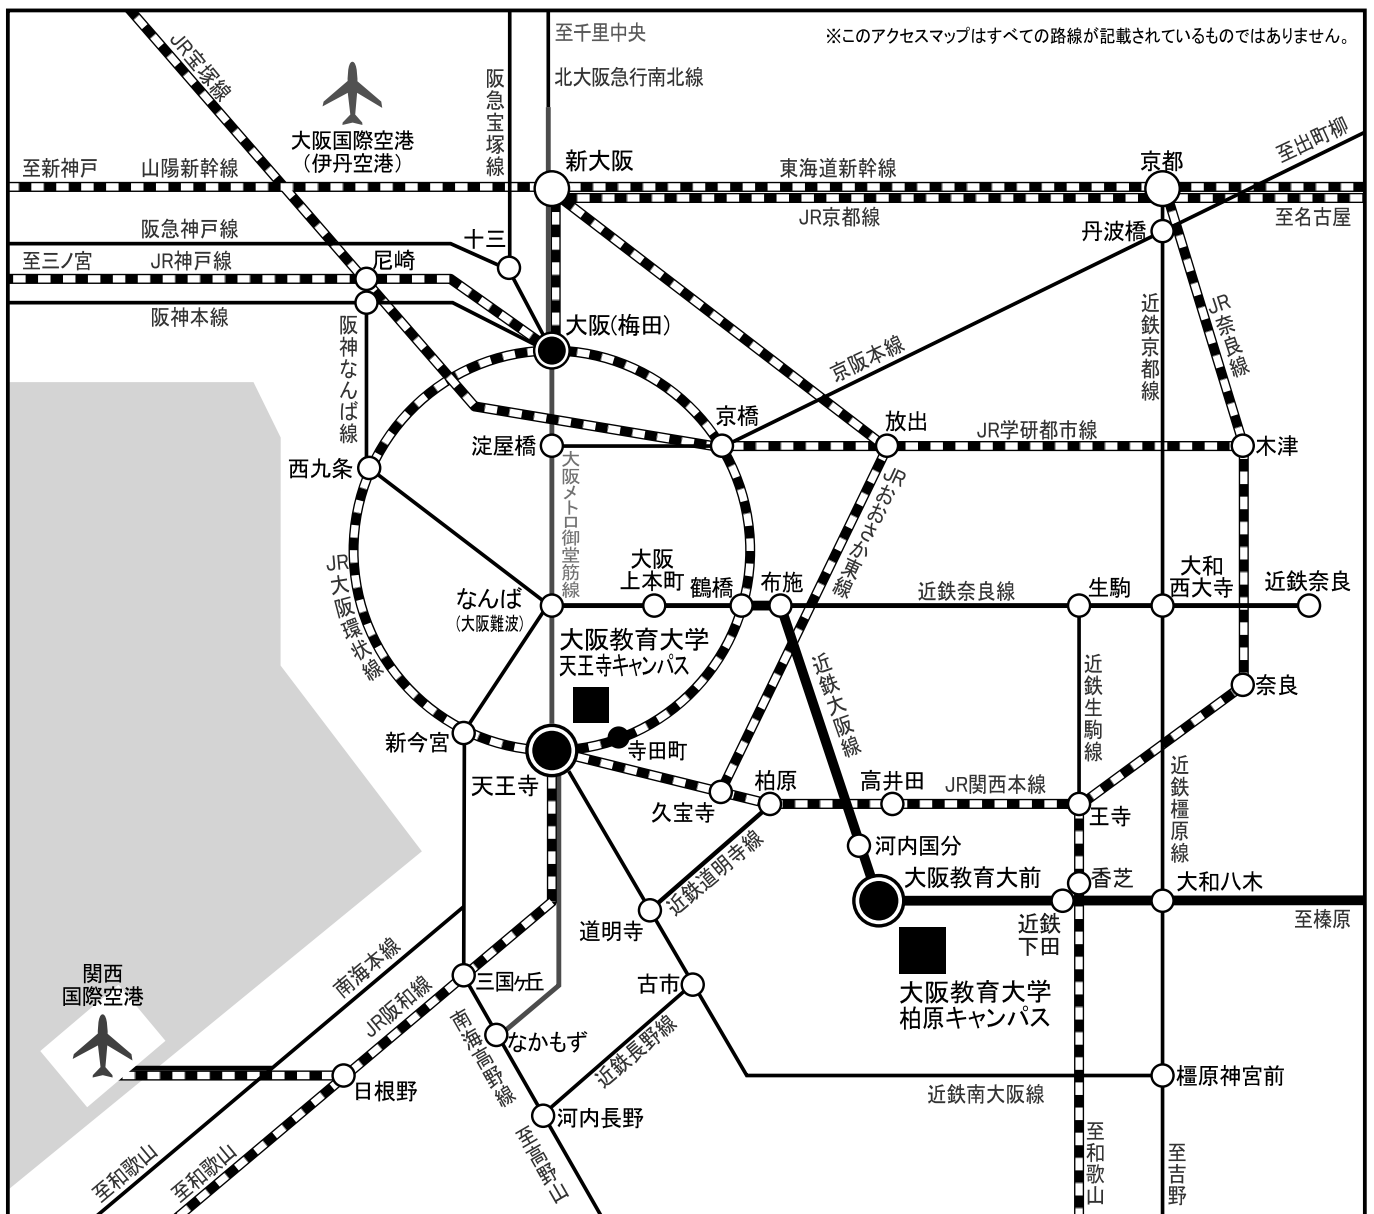 ※このアクセスマップはすべての路線が記載されているものではありません。
至千里中央
北大阪急行南北線
JR宝塚線
阪急宝塚線
大阪国際空港
（伊丹空港）
至新神戸
山陽新幹線
新大阪
東海道新幹線
京都
至出町柳
JR京都線
至名古屋
阪急神戸線
十三
丹波橋
至三ノ宮
JR神戸線
尼崎
阪神本線
阪神なんば線
大阪（梅田）
近鉄京都線
JR奈良線
京阪本線
京橋
放出
JR学研都市線
木津
淀屋橋
西九条
大阪メトロ御堂筋線
JRおおさか東線
JR大阪環状線
なんば
（大阪難波）
大阪
上本町
鶴橋
布施
近鉄奈良線
生駒
大和
西大寺
近鉄奈良
大阪教育大学
天王寺キャンパス
近鉄大阪線
近鉄生駒線
奈良
新今宮
寺田町
天王寺
久宝寺
柏原
高井田
JR関西本線
王寺
近鉄橿原線
河内国分
近鉄道明寺線
大阪教育大前
香芝
大和八木
近鉄
下田
至榛原
道明寺
関西
国際空港
南海本線
JR阪和線
三国ヶ丘
古市
大阪教育大学
柏原キャンパス
南海高野線
なかもず
近鉄長野線
日根野
河内長野
近鉄南大阪線
橿原神宮前
至和歌山
至和歌山
至高野山
至和歌山
至吉野